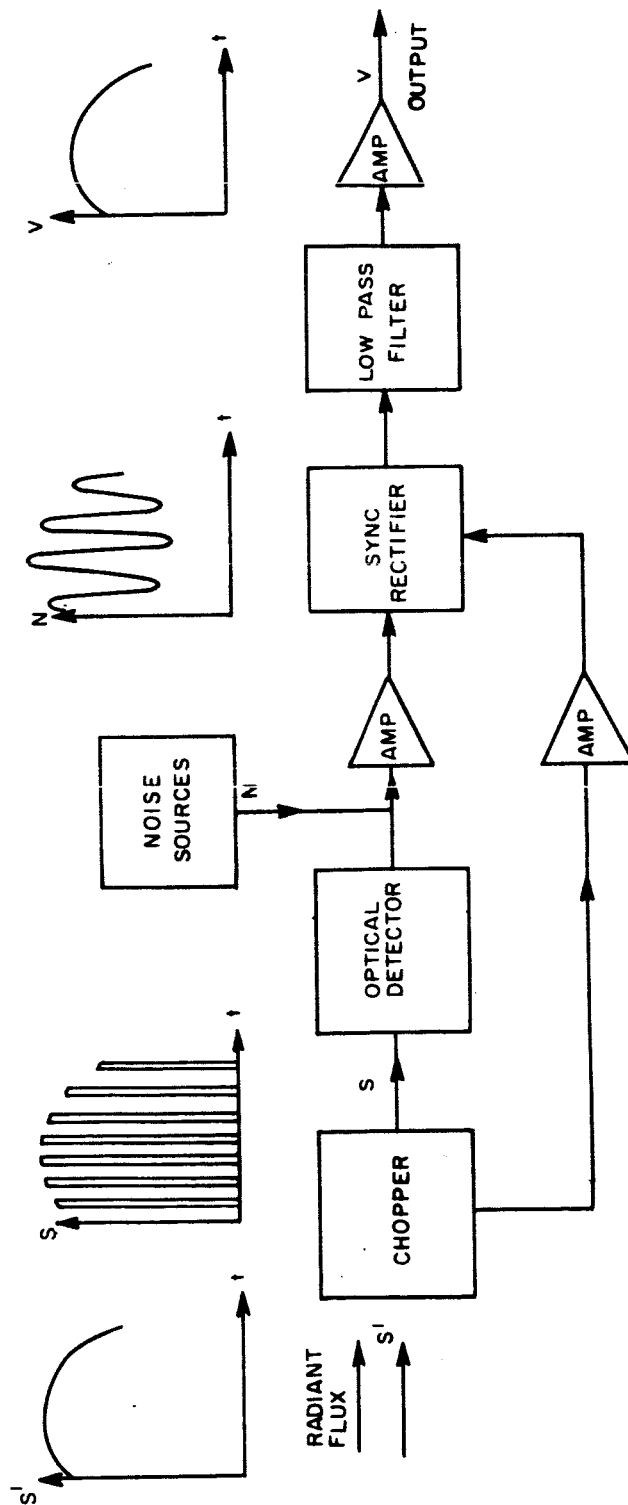 S'
t
S
t
N
t
V
t
NOISE
SOURCES
N
RADIANT
FLUX
S'
CHOPPER
S
OPTICAL
DETECTOR
AMP
SYNC
RECTIFIER
LOW PASS
FILTER
AMP
V
OUTPUT
AMP